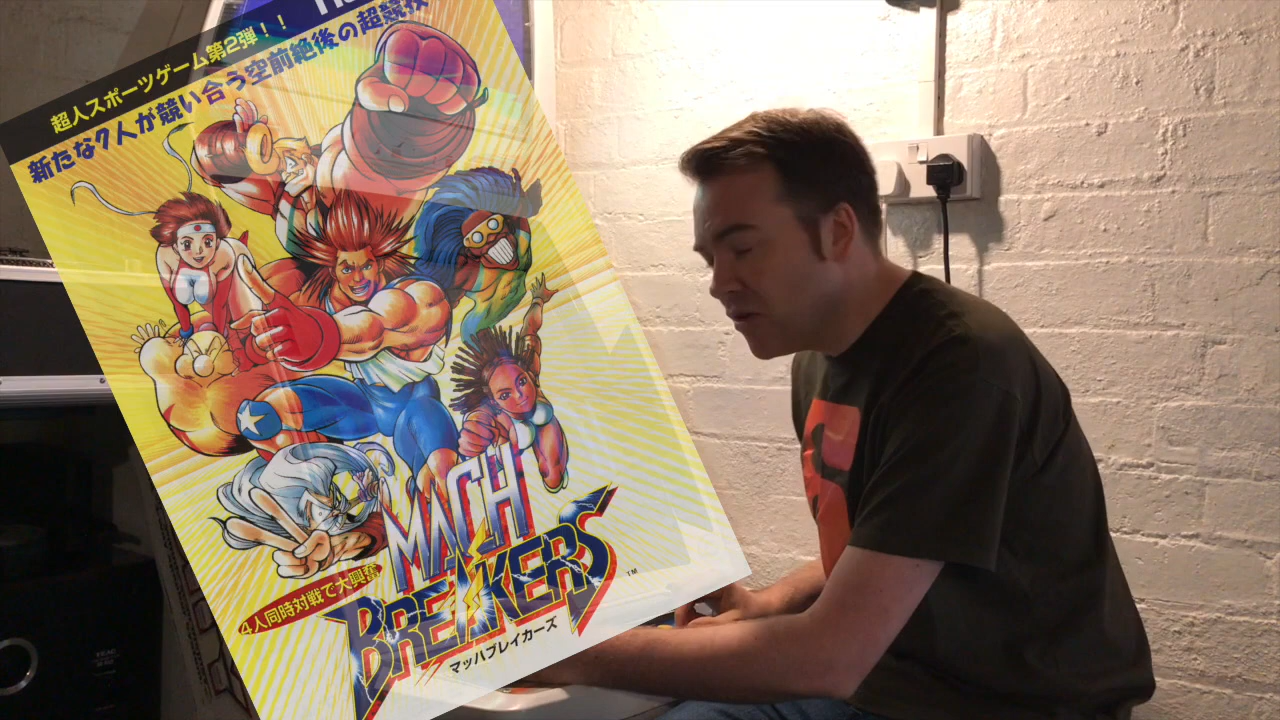 超人スポーツゲーム第2弾!!
新たな7人が競い合う空前絶後の超競技
MACH
BREAKERS
TM
マッハブレイカーズ
4人同時対戦で大興奮